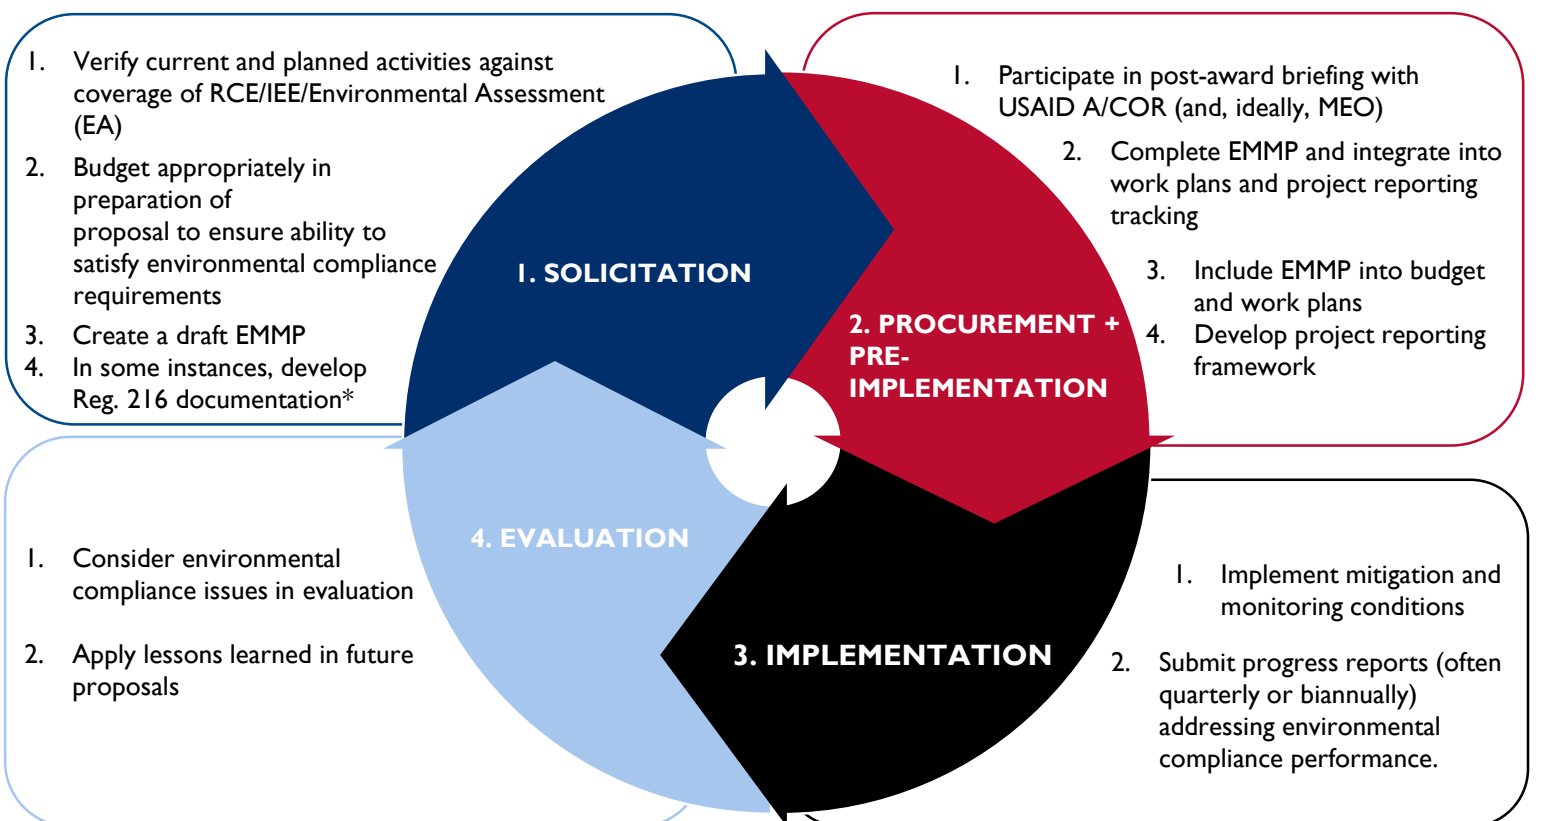 1. Verify current and planned activities against
coverage of RCE/IEE/Environmental Assessment
(EA)
2. Budget appropriately in
preparation of
proposal to ensure ability to
satisfy environmental compliance
requirements
3. Create a draft EMMP
4. In some instances, develop
Reg. 216 documentation*
1. SOLICITATION
1. Participate in post-award briefing with
USAID A/COR (and, ideally, MEO)
2. Complete EMMP and integrate into
work plans and project reporting
tracking
3. Include EMMP into budget
and work plans
4. Develop project reporting
framework
2. PROCUREMENT +
PRE-
IMPLEMENTATION
3. IMPLEMENTATION
1. Implement mitigation and
monitoring conditions
2. Submit progress reports (often
quarterly or biannually)
addressing environmental
compliance performance.
4. EVALUATION
1. Consider environmental
compliance issues in evaluation
2. Apply lessons learned in future
proposals